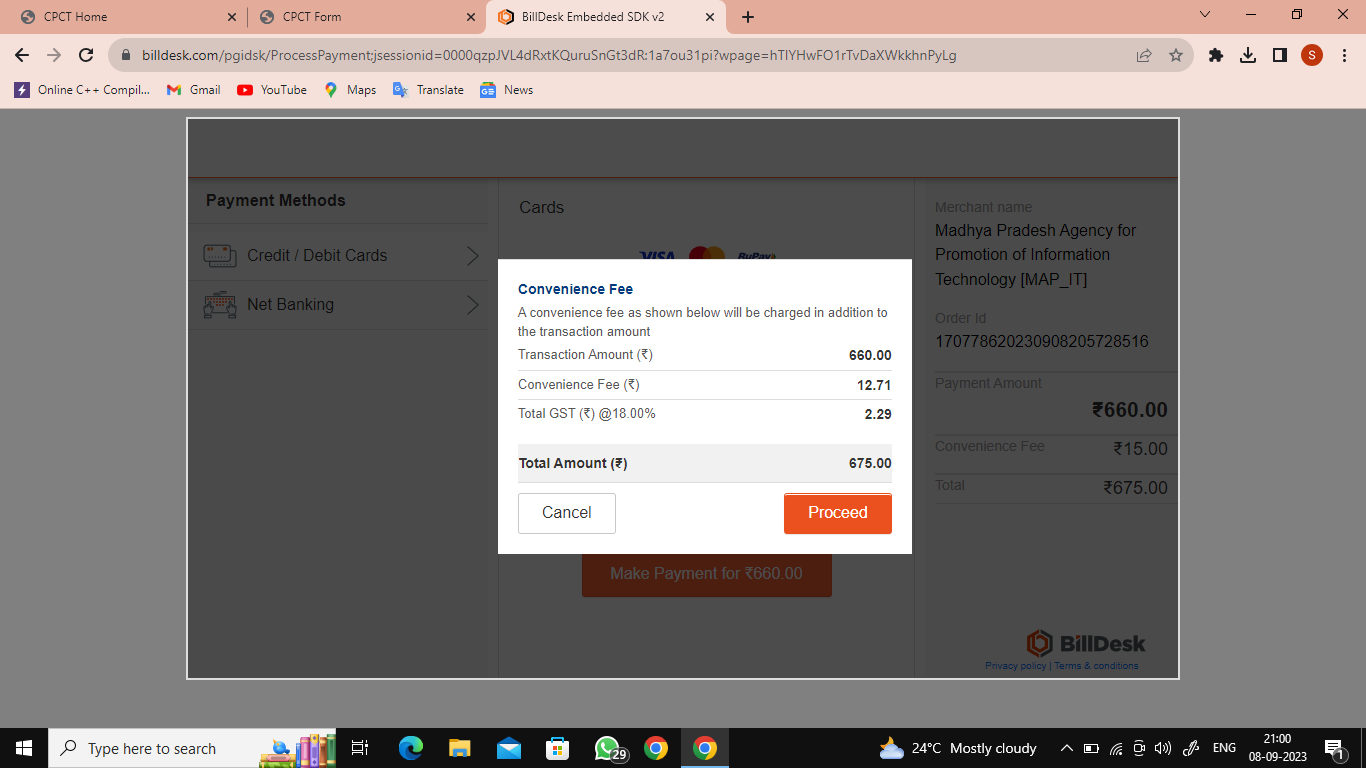 CPCT Home
CPCT Form
BillDesk Embedded SDK v2
billdesk.com/pgidsk/ProcessPayment;jsessionid=0000qzpJVL4dRxtKQuruSnGt3dR:1a7ou31pi?wpage=hTIYHwFO1rTvDaXWkkhnPyLg
S
Online C++ Compil...
Gmail
YouTube
Maps
Translate
News
Payment Methods
Credit / Debit Cards
Net Banking
Cards
VISA
RuPay
Convenience Fee
A convenience fee as shown below will be charged in addition to
the transaction amount
Transaction Amount (₹) 660.00
Convenience Fee (₹) 12.71
Total GST (₹) @18.00% 2.29
Total Amount (₹) 675.00
Cancel
Proceed
Make Payment for ₹660.00
Merchant name
Madhya Pradesh Agency for
Promotion of Information
Technology [MAP_IT]
Order Id
170778620230908205728516
Payment Amount
₹660.00
Convenience Fee ₹15.00
Total ₹675.00
BillDesk
Privacy policy | Terms & conditions
Type here to search
29
24°C Mostly cloudy
ENG
21:00
08-09-2023
1